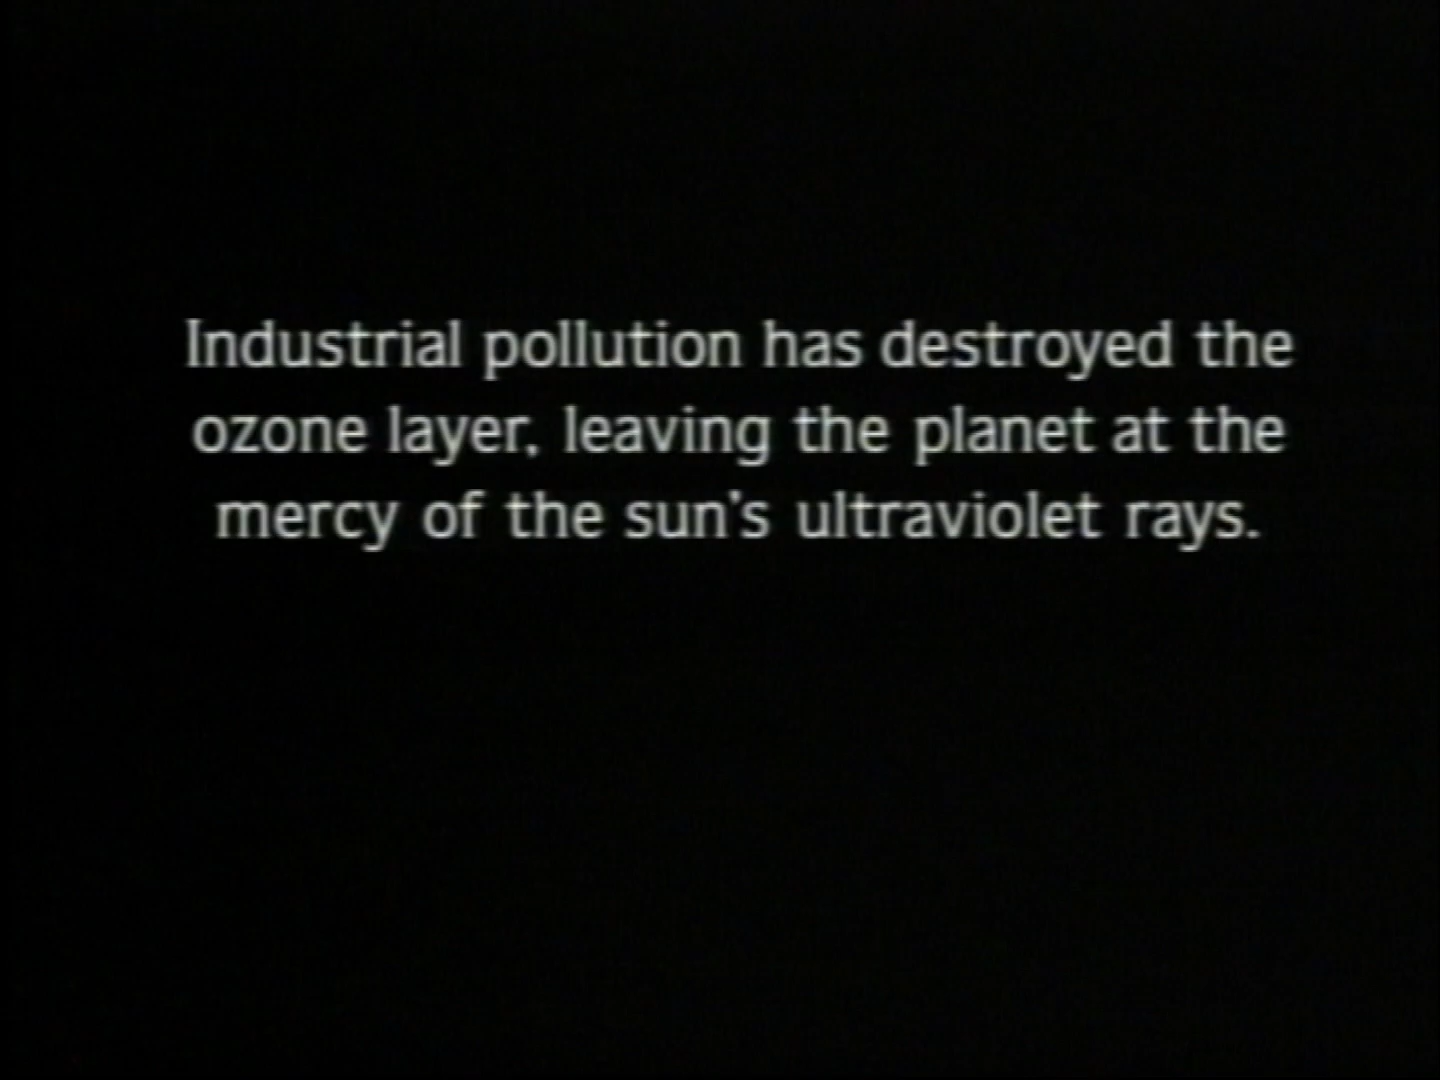 Industrial pollution has destroyed the
ozone layer, leaving the planet at the
mercy of the sun's ultraviolet rays.